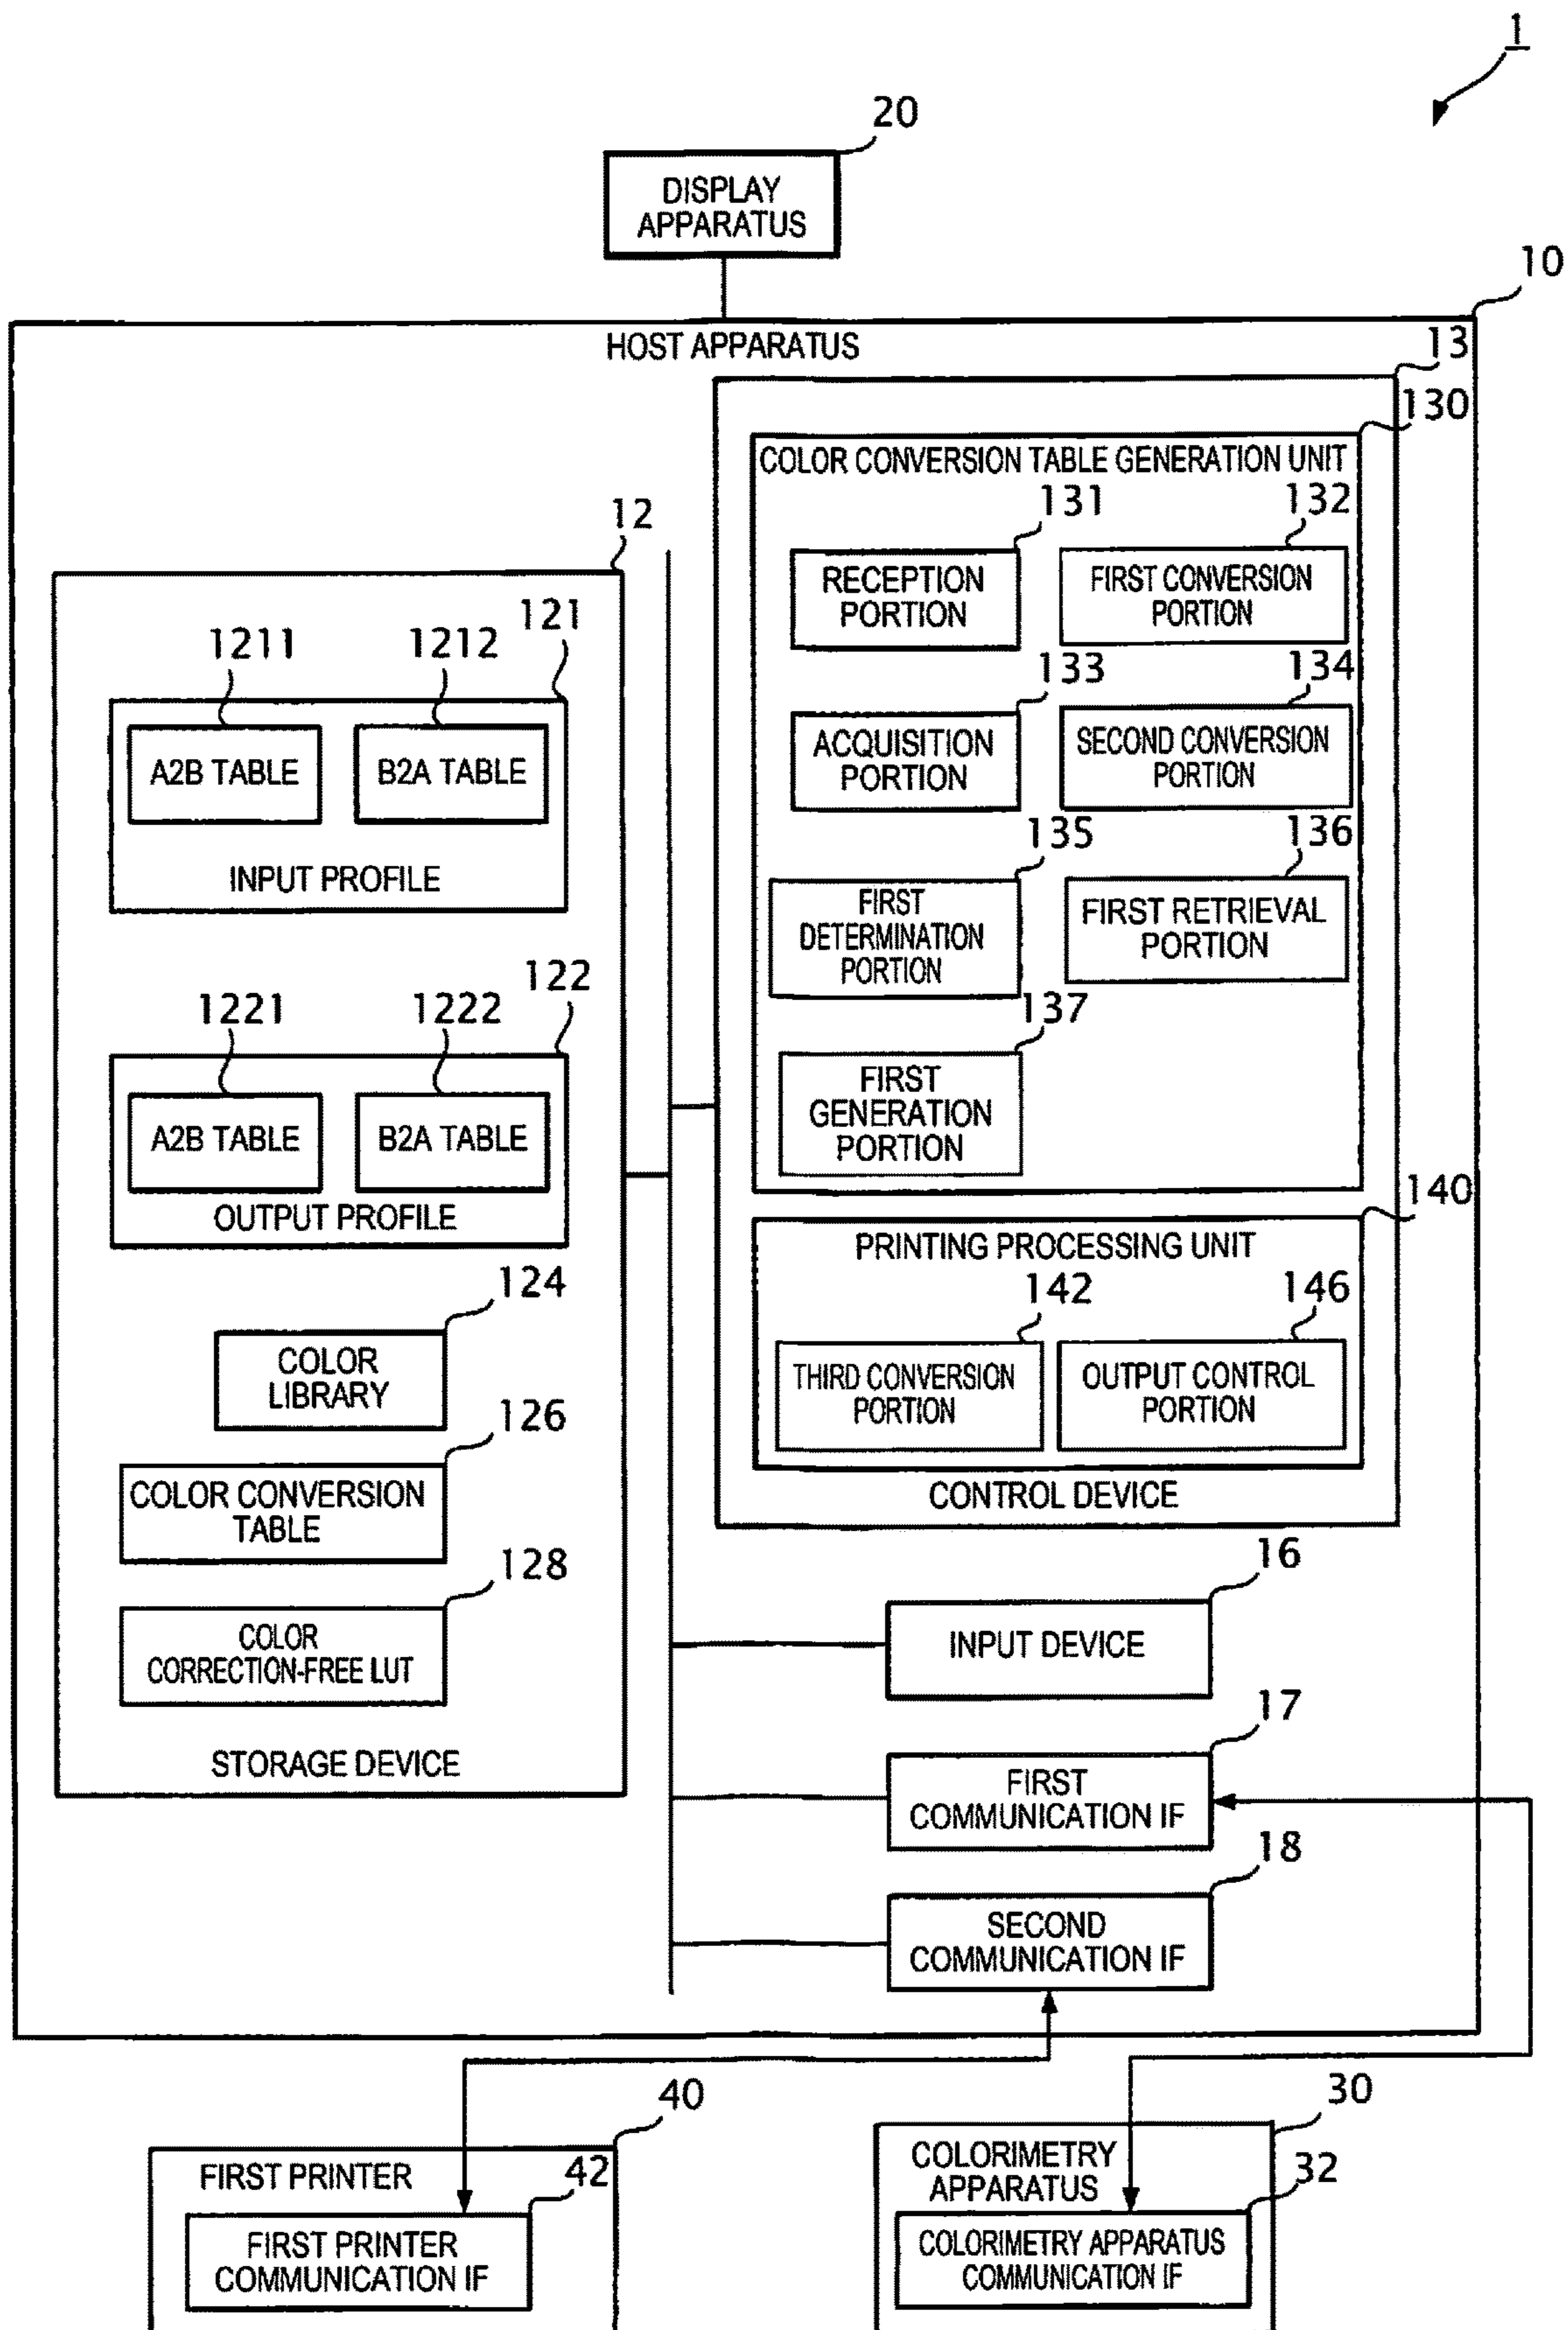 1
20
DISPLAY
APPARATUS
10
HOST APPARATUS
13
130
COLOR CONVERSION TABLE GENERATION UNIT
131
132
RECEPTION
PORTION
FIRST CONVERSION
PORTION
133
134
ACQUISITION
PORTION
SECOND CONVERSION
PORTION
135
136
FIRST
DETERMINATION
PORTION
FIRST RETRIEVAL
PORTION
137
FIRST
GENERATION
PORTION
140
PRINTING PROCESSING UNIT
142
146
THIRD CONVERSION
PORTION
OUTPUT CONTROL
PORTION
CONTROL DEVICE
12
121
1211
1212
A2B TABLE
B2A TABLE
INPUT PROFILE
122
1221
1222
A2B TABLE
B2A TABLE
OUTPUT PROFILE
124
COLOR
LIBRARY
126
COLOR CONVERSION
TABLE
128
COLOR
CORRECTION-FREE LUT
STORAGE DEVICE
16
INPUT DEVICE
17
FIRST
COMMUNICATION IF
18
SECOND
COMMUNICATION IF
40
FIRST PRINTER
42
FIRST PRINTER
COMMUNICATION IF
30
COLORIMETRY
APPARATUS
32
COLORIMETRY APPARATUS
COMMUNICATION IF